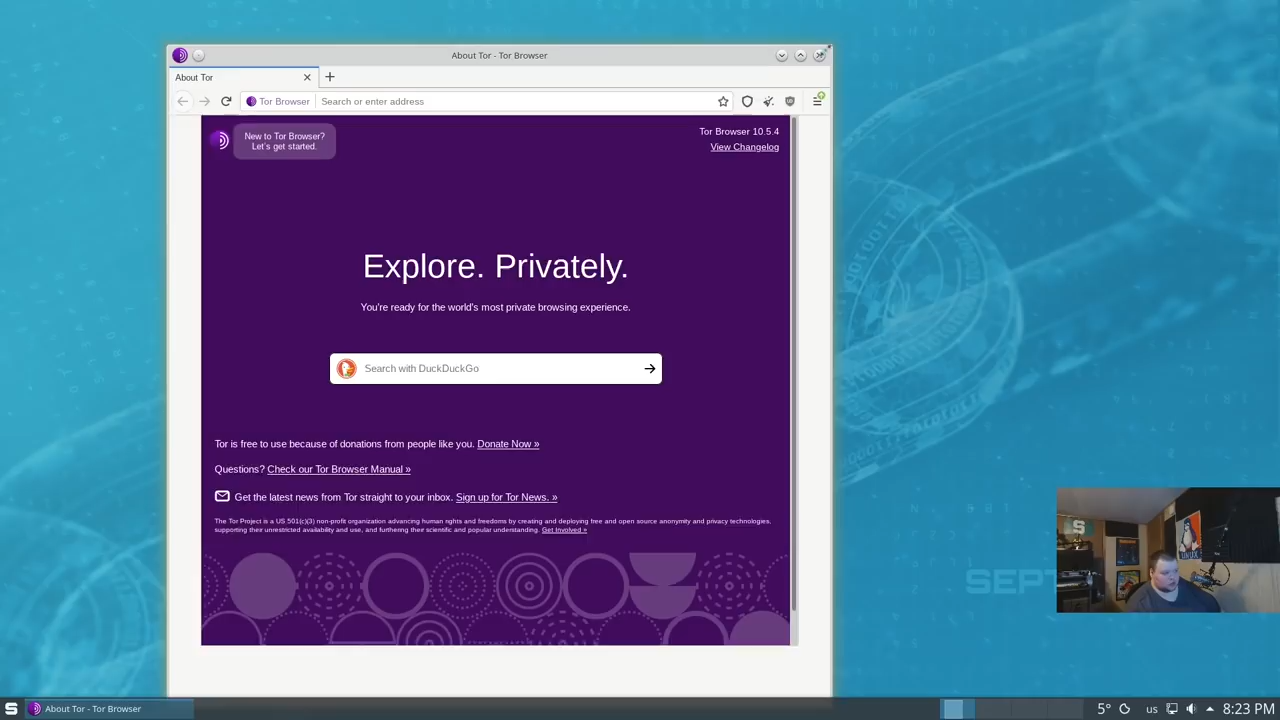 About Tor - Tor Browser
About Tor
Tor Browser
Search or enter address
New to Tor Browser?
Let's get started.
Tor Browser 10.5.4
View Changelog
Explore. Privately.
You're ready for the world's most private browsing experience.
Search with DuckDuckGo
Tor is free to use because of donations from people like you. Donate Now »
Questions? Check our Tor Browser Manual »
Get the latest news from Tor straight to your inbox. Sign up for Tor News. »
The Tor Project is a US 501(c)(3) non-profit organization advancing human rights and freedoms by creating and deploying free and open source anonymity and privacy technologies,
supporting their unrestricted availability and use, and furthering their scientific and popular understanding. Get Involved »
SEPT
S
About Tor - Tor Browser
5°
us
8:23 PM